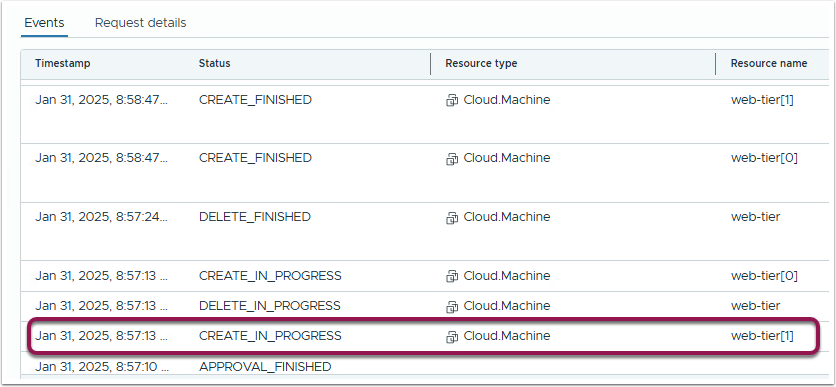 Events Request details
Timestamp Status Resource type Resource name
Jan 31, 2025, 8:58:47... CREATE_FINISHED Cloud.Machine web-tier[1]
Jan 31, 2025, 8:58:47... CREATE_FINISHED Cloud.Machine web-tier[0]
Jan 31, 2025, 8:57:24... DELETE_FINISHED Cloud.Machine web-tier
Jan 31, 2025, 8:57:13 ... CREATE_IN_PROGRESS Cloud.Machine web-tier[0]
Jan 31, 2025, 8:57:13 ... DELETE_IN_PROGRESS Cloud.Machine web-tier
Jan 31, 2025, 8:57:13 ... CREATE_IN_PROGRESS Cloud.Machine web-tier[1]
Jan 31, 2025, 8:57:10 ... APPROVAL_FINISHED